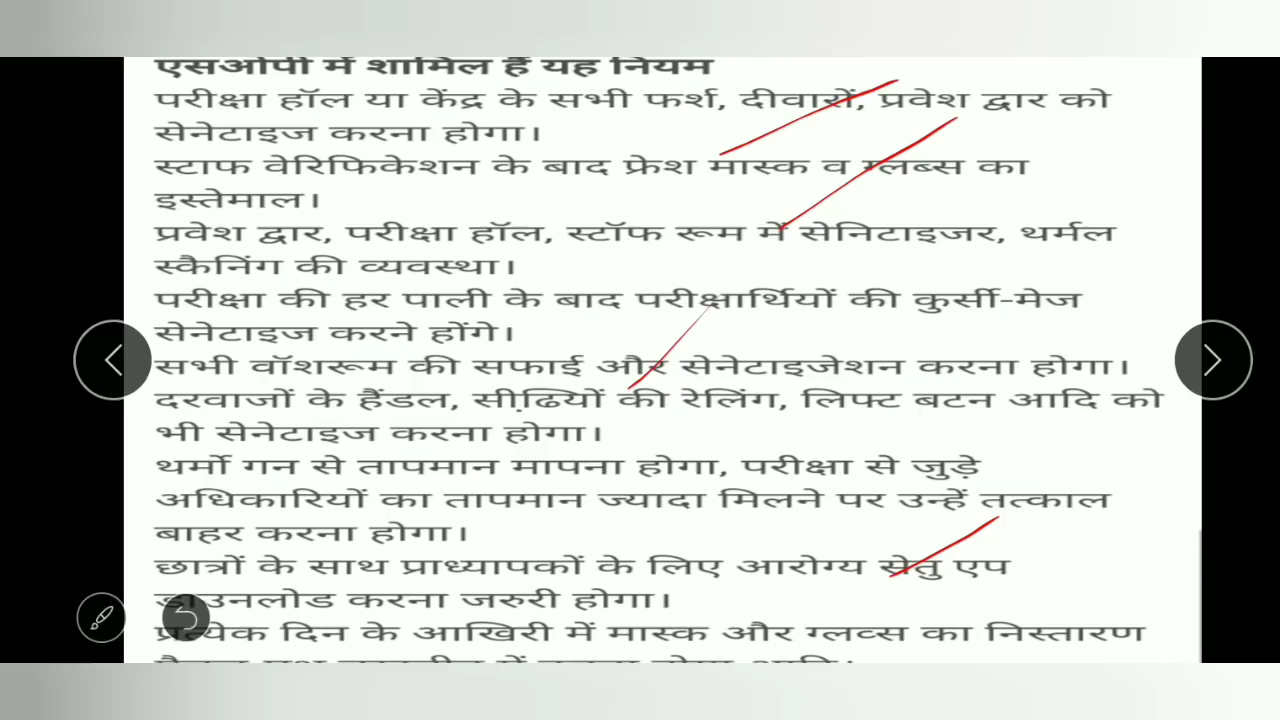 एसओपी में शामिल हैं यह नियम
परीक्षा हॉल या केंद्र के सभी फर्श, दीवारों, प्रवेश द्वार को
सेनेटाइज करना होगा।
स्टाफ वेरिफिकेशन के बाद फ्रेश मास्क व ग्लब्स का
इस्तेमाल।
प्रवेश द्वार, परीक्षा हॉल, स्टॉफ रूम में सेनिटाइजर, थर्मल
स्कैनिंग की व्यवस्था।
परीक्षा की हर पाली के बाद परीक्षार्थियों की कुर्सी-मेज
सेनेटाइज करने होंगे।
सभी वॉशरूम की सफाई और सेनेटाइजेशन करना होगा।
दरवाजों के हैंडल, सीढ़ियों की रेलिंग, लिफ्ट बटन आदि को
भी सेनेटाइज करना होगा।
थर्मो गन से तापमान मापना होगा, परीक्षा से जुड़े
अधिकारियों का तापमान ज्यादा मिलने पर उन्हें तत्काल
बाहर करना होगा।
छात्रों के साथ प्राध्यापकों के लिए आरोग्य सेतु एप
डाउनलोड करना जरुरी होगा।
प्रत्येक दिन के आखिरी में मास्क और ग्लव्स का निस्तारण